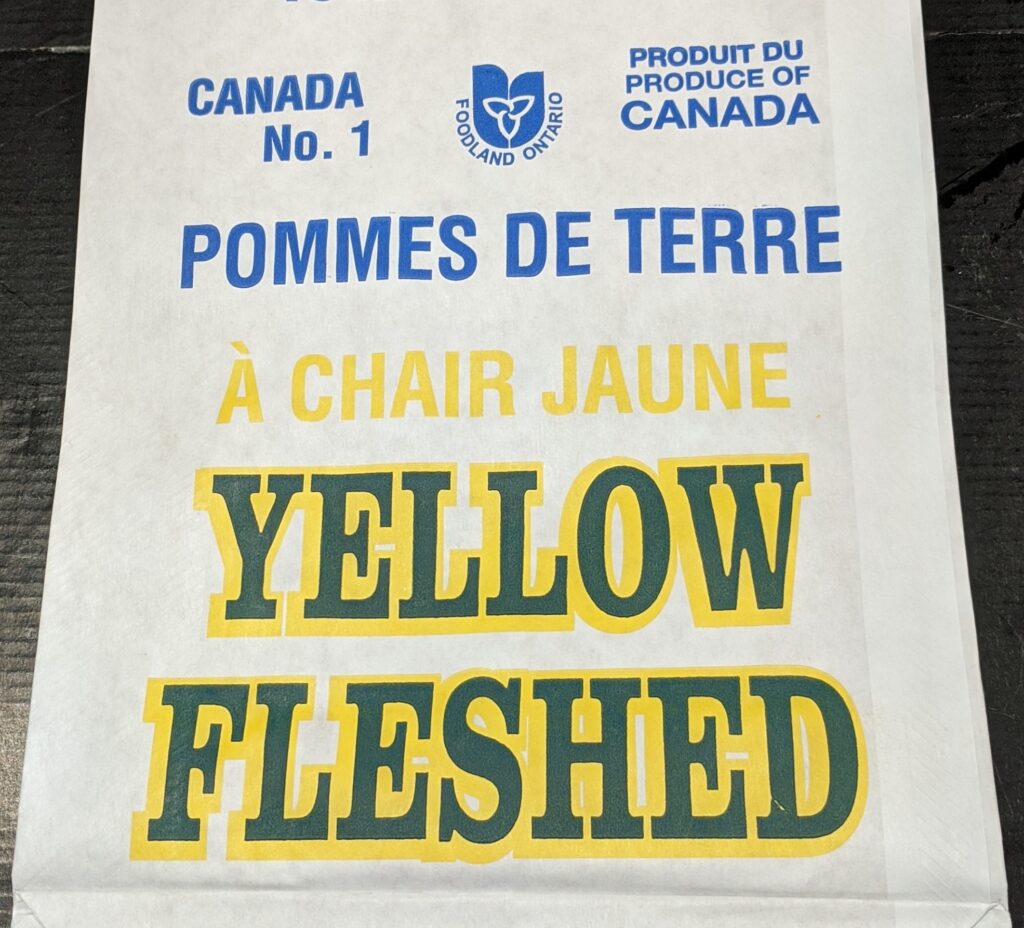 CANADA
No. 1
FOODLAND ONTARIO
PRODUIT DU
PRODUCE OF
CANADA
POMMES DE TERRE
À CHAIR JAUNE
YELLOW
FLESHED